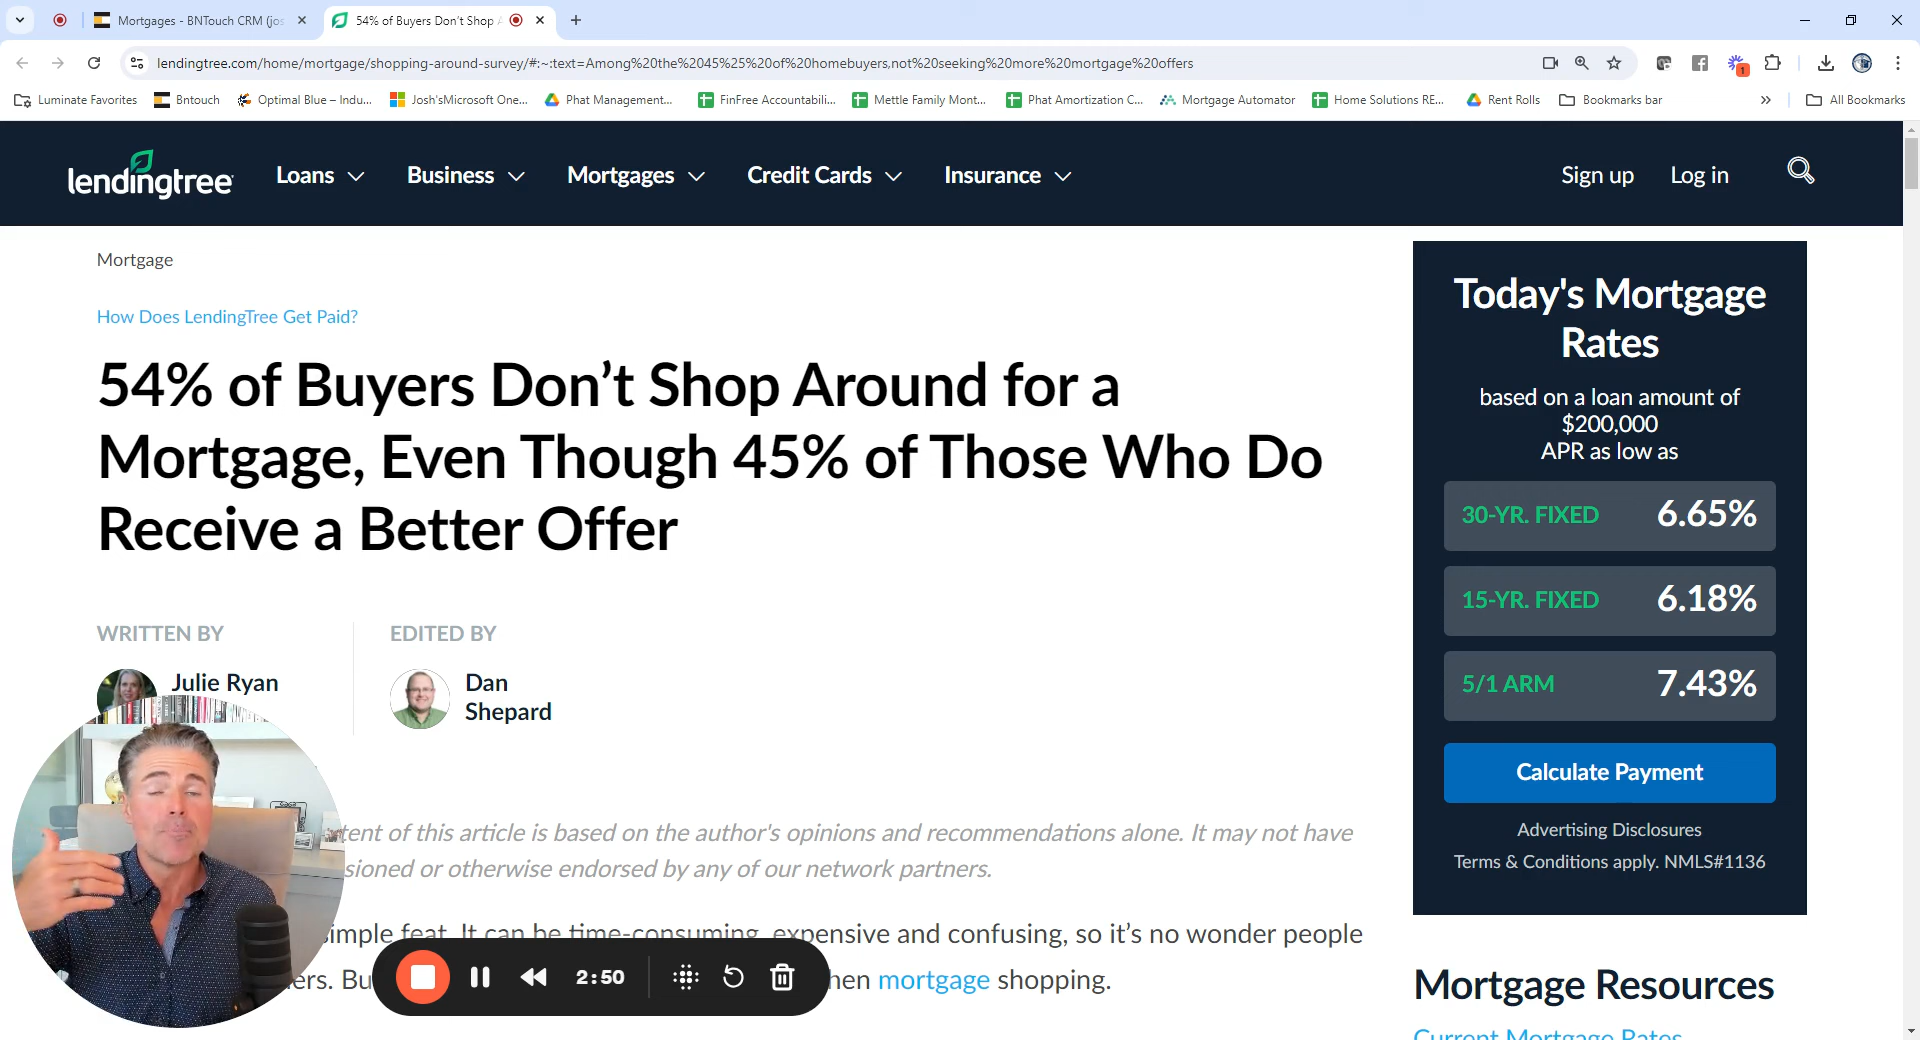 Mortgages - BNTouch CRM (jos
54% of Buyers Don't Shop A
lendingtree.com/home/mortgage/shopping-around-survey/#:~:text=Among%20the%2045%25%20of%20homebuyers,not%20seeking%20more%20mortgage%20offers
1
Luminate Favorites
Bntouch
Optimal Blue – Indu...
Josh'sMicrosoft One...
Phat Management...
FinFree Accountabili...
Mettle Family Mont...
Phat Amortization C...
Mortgage Automator
Home Solutions RE...
Rent Rolls
Bookmarks bar
»
All Bookmarks
lendingtree
Loans
Business
Mortgages
Credit Cards
Insurance
Sign up
Log in
Mortgage
How Does LendingTree Get Paid?
54% of Buyers Don’t Shop Around for a
Mortgage, Even Though 45% of Those Who Do
Receive a Better Offer
WRITTEN BY
Julie Ryan
EDITED BY
Dan
Shepard
tent of this article is based on the author's opinions and recommendations alone. It may not have
sioned or otherwise endorsed by any of our network partners.
simple feat. It can be time-consuming, expensive and confusing, so it’s no wonder people
ers. Bu
hen mortgage shopping.
2:50
Today's Mortgage
Rates
based on a loan amount of
$200,000
APR as low as
30-YR. FIXED 6.65%
15-YR. FIXED 6.18%
5/1 ARM 7.43%
Calculate Payment
Advertising Disclosures
Terms & Conditions apply. NMLS#1136
Mortgage Resources
Current Mortgage Rates